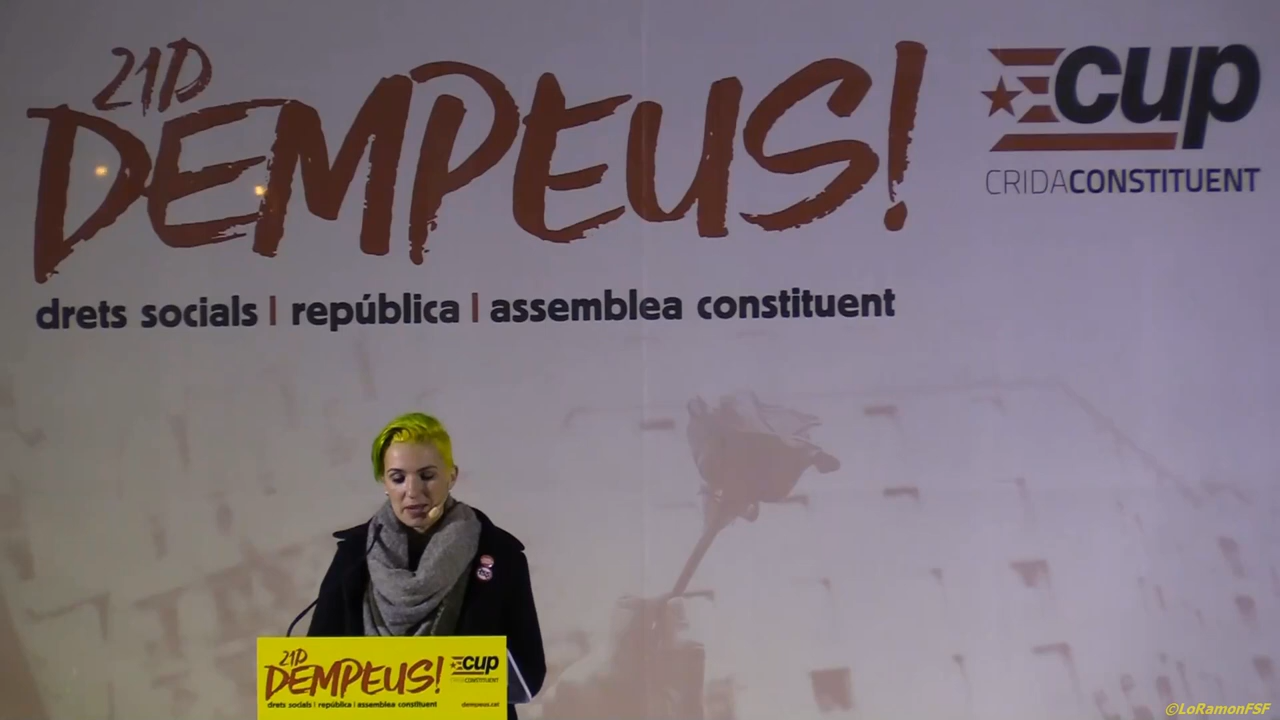 21D
DEMPEUS!
drets socials | república | assemblea constituent
cup
CRIDACONSTITUENT
21D
DEMPEUS!
drets socials | república | assemblea constituent
cup
CRIDACONSTITUENT
dempeus.cat
©LoRamonFSF